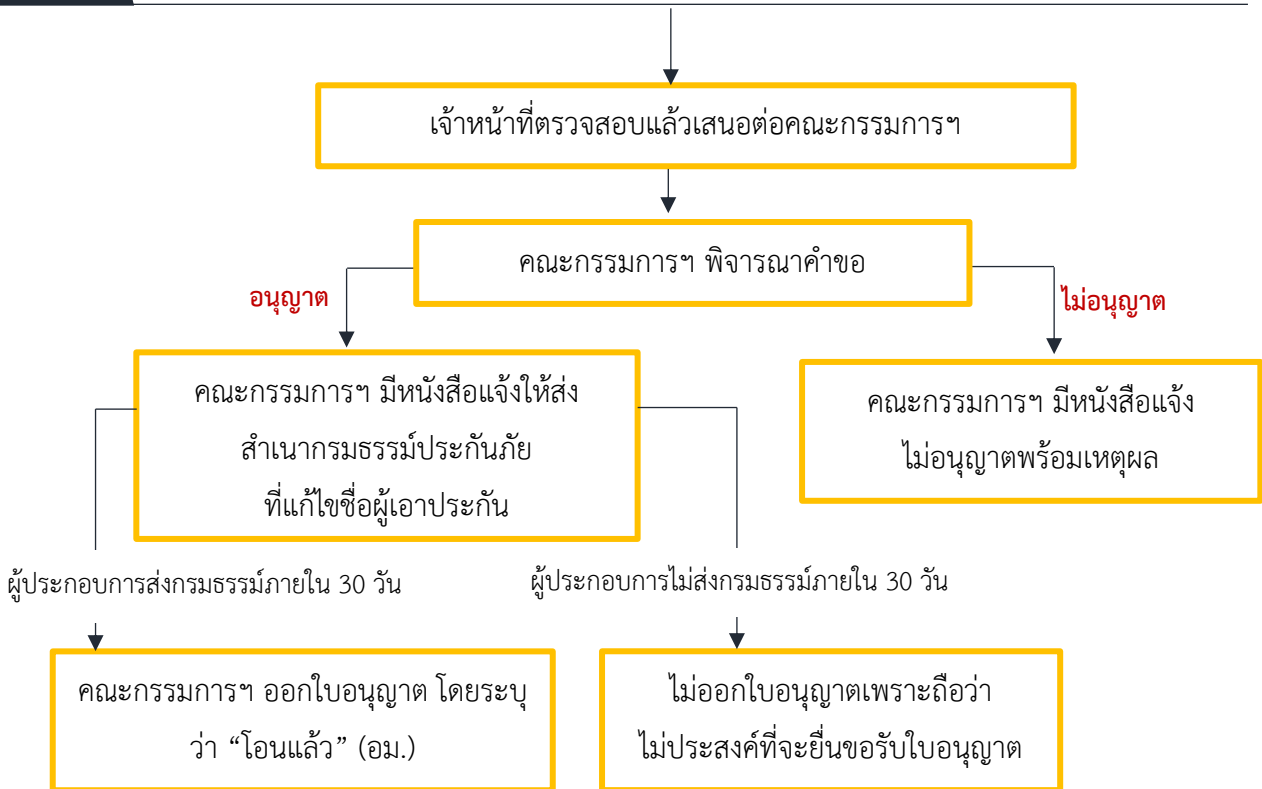 เจ้าหน้าที่ตรวจสอบแล้วเสนอต่อคณะกรรมการฯ
คณะกรรมการฯ พิจารณาคำขอ
อนุญาต
ไม่อนุญาต
คณะกรรมการฯ มีหนังสือแจ้งให้ส่ง
สำเนากรมธรรม์ประกันภัย
ที่แก้ไขชื่อผู้เอาประกัน
คณะกรรมการฯ มีหนังสือแจ้ง
ไม่อนุญาตพร้อมเหตุผล
ผู้ประกอบการส่งกรมธรรม์ภายใน 30 วัน
ผู้ประกอบการไม่ส่งกรมธรรม์ภายใน 30 วัน
คณะกรรมการฯ ออกใบอนุญาต โดยระบุ
ว่า “โอนแล้ว” (อม.)
ไม่ออกใบอนุญาตเพราะถือว่า
ไม่ประสงค์ที่จะยื่นขอรับใบอนุญาต